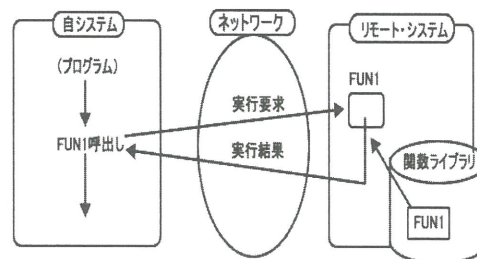 自システム
ネットワーク
リモート・システム
(プログラム)
FUN1
実行要求
FUN1呼出し
実行結果
関数ライブラリ
FUN1